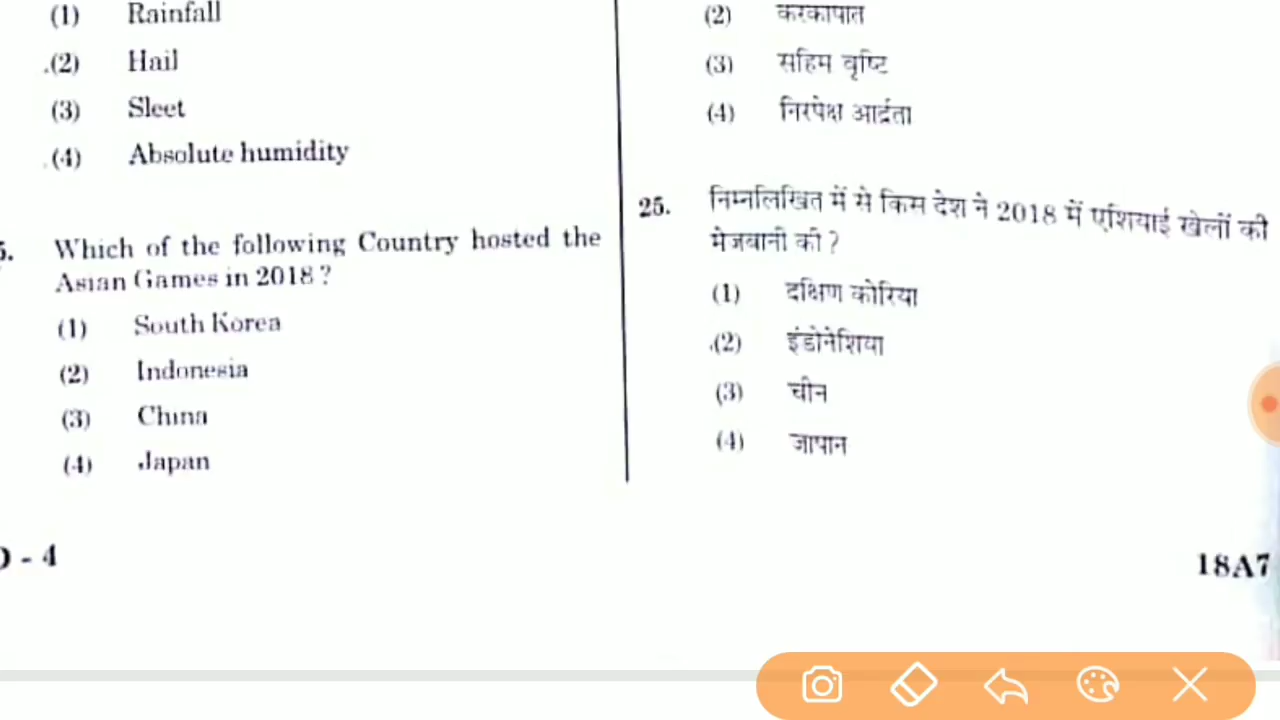 (1) Rainfall
.(2) Hail
(3) Sleet
(4) Absolute humidity
5. Which of the following Country hosted the
Asian Games in 2018 ?
(1) South Korea
(2) Indonesia
(3) China
(4) Japan
- 4
(2) करकापात
(3) सहिम वृष्टि
(4) निरपेक्ष आर्द्रता
25. निम्नलिखित में से किस देश ने 2018 में एशियाई खेलों की
मेजबानी की ?
(1) दक्षिण कोरिया
.(2) इंडोनेशिया
(3) चीन
(4) जापान
18A7